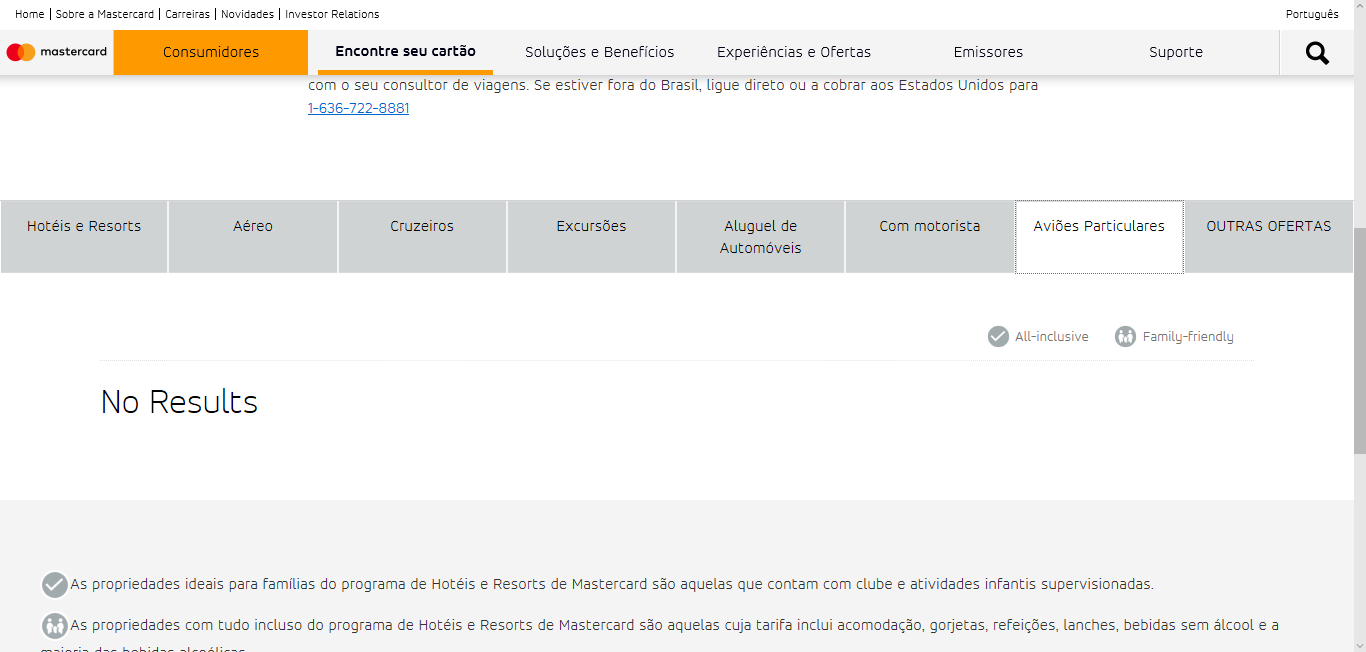 Home | Sobre a Mastercard | Carreiras | Novidades | Investor Relations
Português
mastercard
Consumidores
Encontre seu cartão
Soluções e Benefícios
Experiências e Ofertas
Emissores
Suporte
com o seu consultor de viagens. Se estiver fora do Brasil, ligue direto ou a cobrar aos Estados Unidos para
1-636-722-8881
Hotéis e Resorts
Aéreo
Cruzeiros
Excursões
Aluguel de
Automóveis
Com motorista
Aviões Particulares
OUTRAS OFERTAS
All-inclusive
Family-friendly
No Results
As propriedades ideais para famílias do programa de Hotéis e Resorts de Mastercard são aquelas que contam com clube e atividades infantis supervisionadas.
As propriedades com tudo incluso do programa de Hotéis e Resorts de Mastercard são aquelas cuja tarifa inclui acomodação, gorjetas, refeições, lanches, bebidas sem álcool e a
maioria das bebidas alcoólicas.